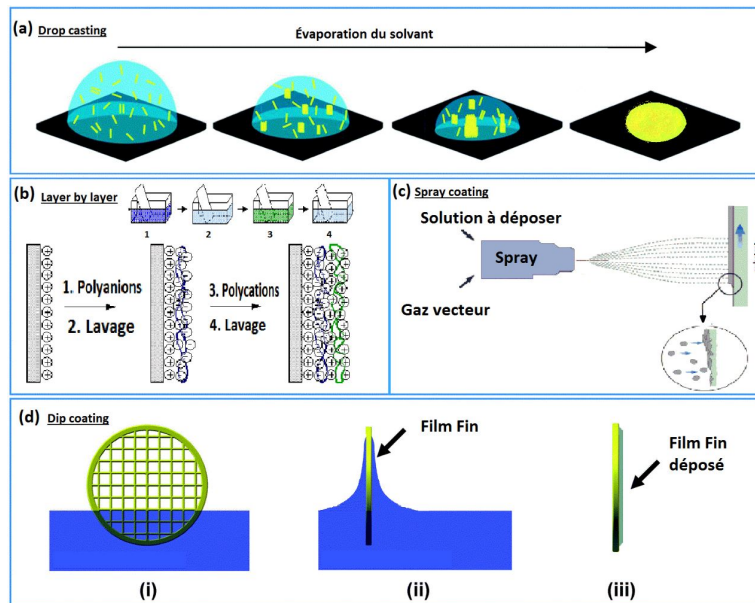 (a) Drop casting
Évaporation du solvant
(b) Layer by layer
1 2 3 4
1. Polyanions
2. Lavage
3. Polycations
4. Lavage
(c) Spray coating
Solution à déposer
Spray
Gaz vecteur
(d) Dip coating
Film Fin
Film Fin
déposé
(i) (ii) (iii)